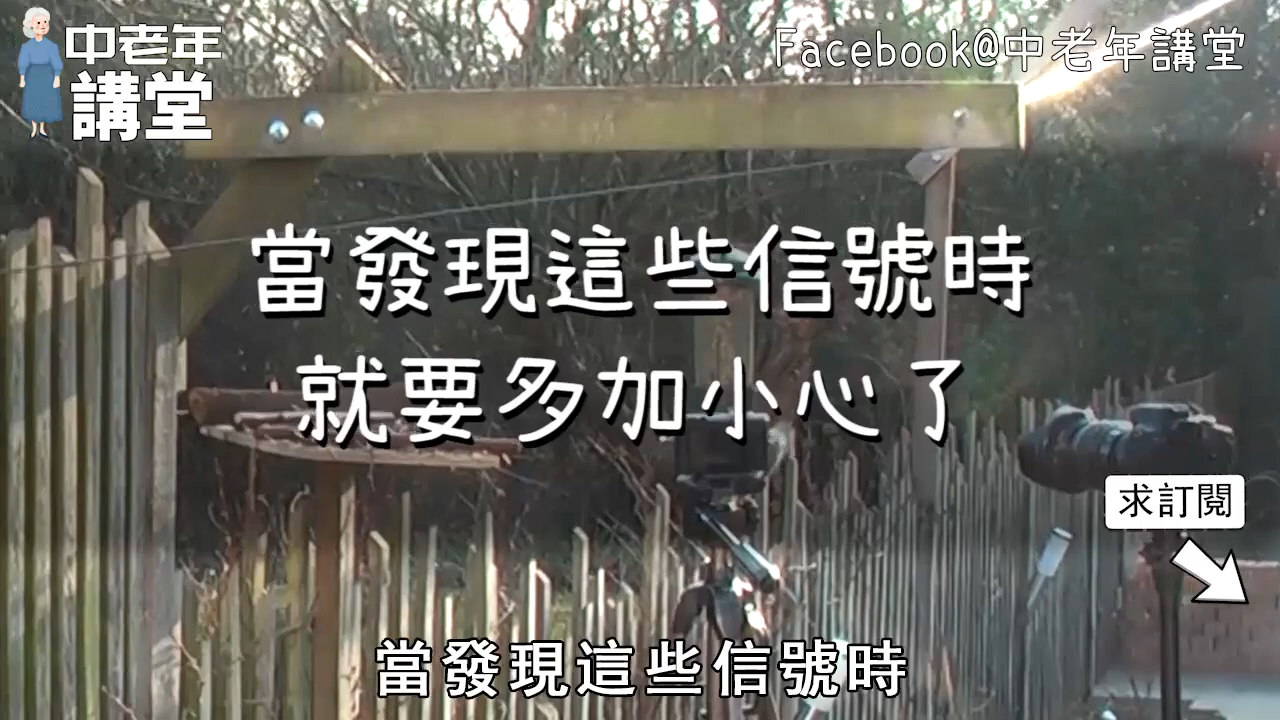 中老年
講堂
Facebook@中老年講堂
當發現這些信號時
就要多加小心了
求訂閱
當發現這些信號時